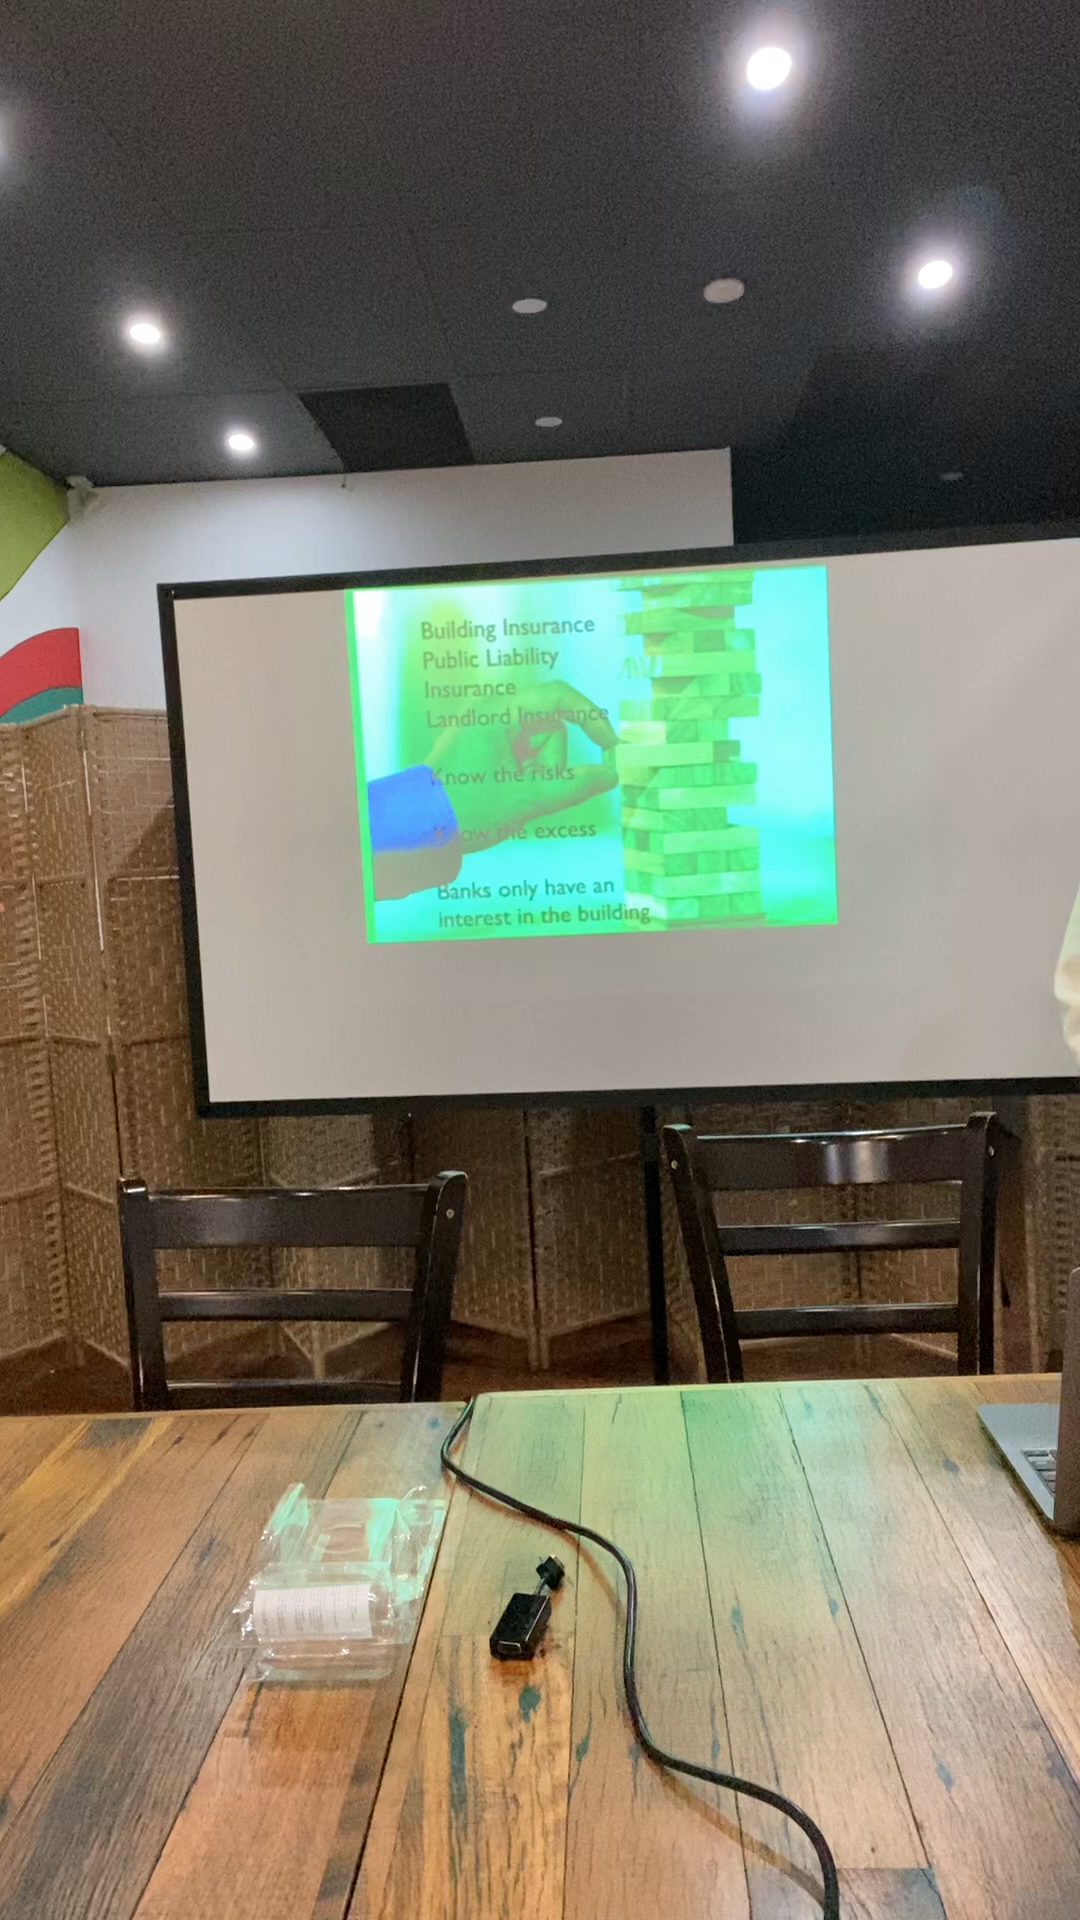 Building Insurance
Public Liability
Insurance
Landlord Insurance
Know the risks
Know the excess
Banks only have an
interest in the building